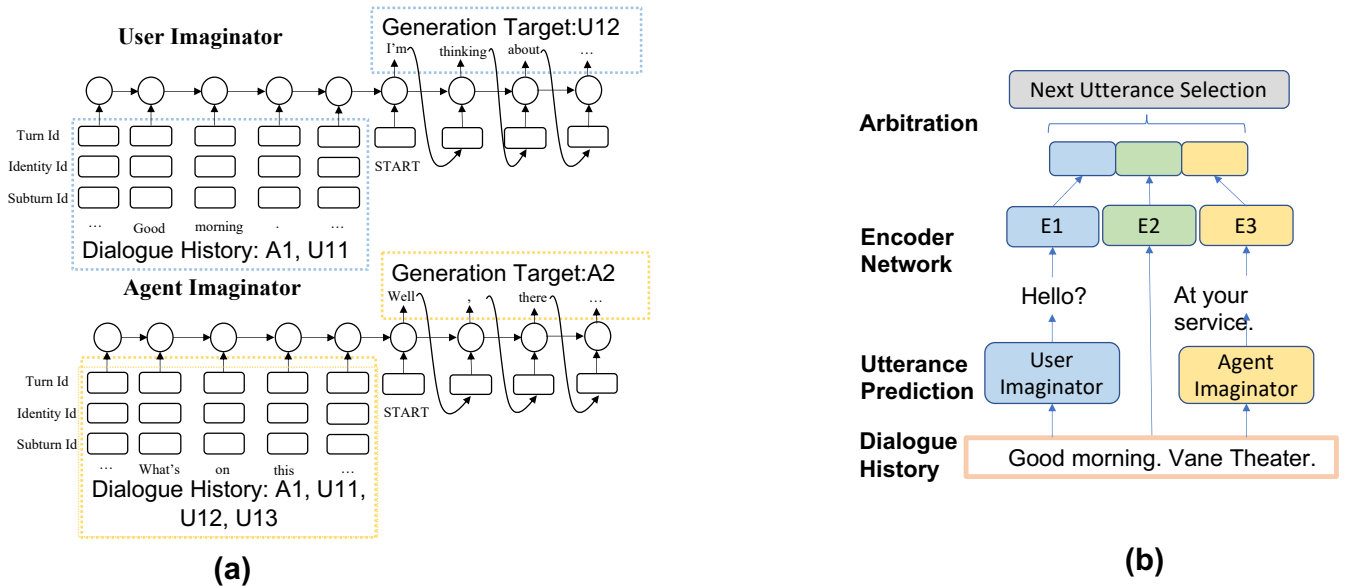 User Imaginator
Generation Target:U12
I'm thinking about …
Turn Id
Identity Id
START
Subturn Id
… Good morning . …
Dialogue History: A1, U11
Agent Imaginator
Generation Target:A2
Well , there …
Turn Id
Identity Id
START
Subturn Id
… What's on this …
Dialogue History: A1, U11,
U12, U13
(a)
Next Utterance Selection
Arbitration
Encoder
Network
E1 E2 E3
Hello?
At your
service.
Utterance
Prediction
User
Imaginator
Agent
Imaginator
Dialogue
History
Good morning. Vane Theater.
(b)